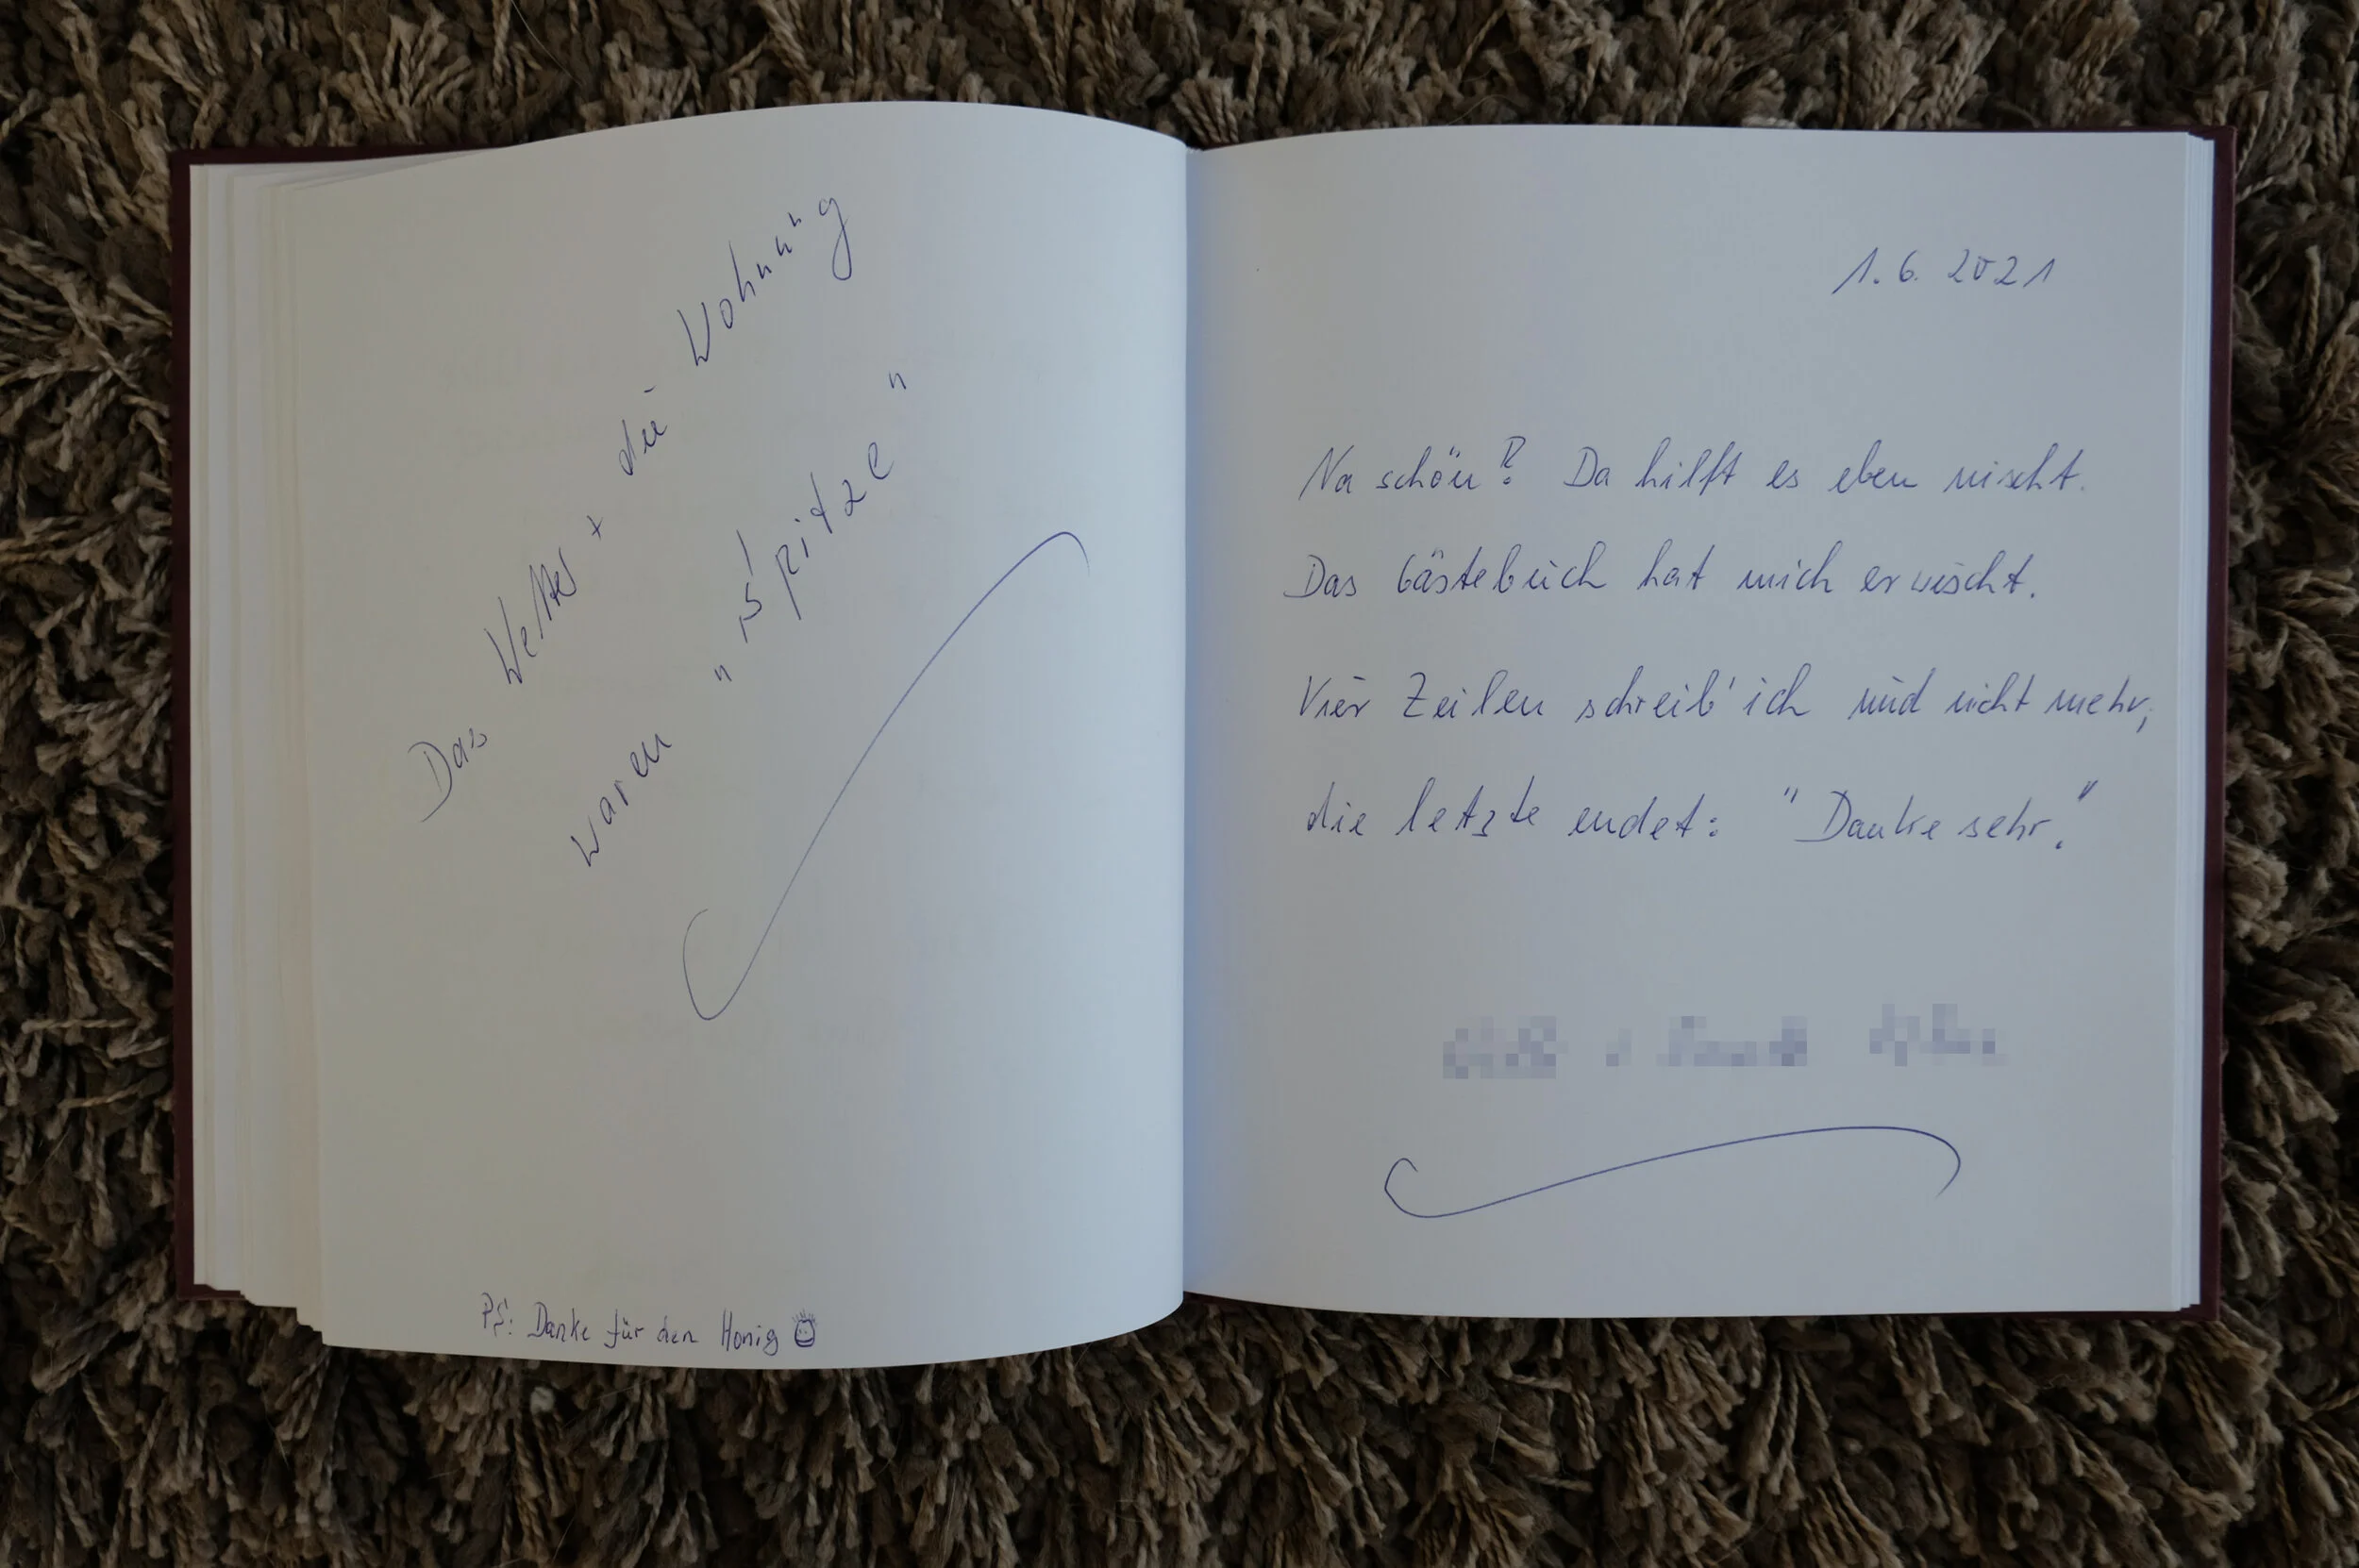 Das Wetter + die Wohnung
waren "spitze"
PS: Danke für den Honig
1.6.2021
Na schön! Da hilft es eben nischt.
Das Gästebuch hat mich erwischt.
Vier Zeilen schreib' ich und nicht mehr,
die letzte endet: "Danke sehr."